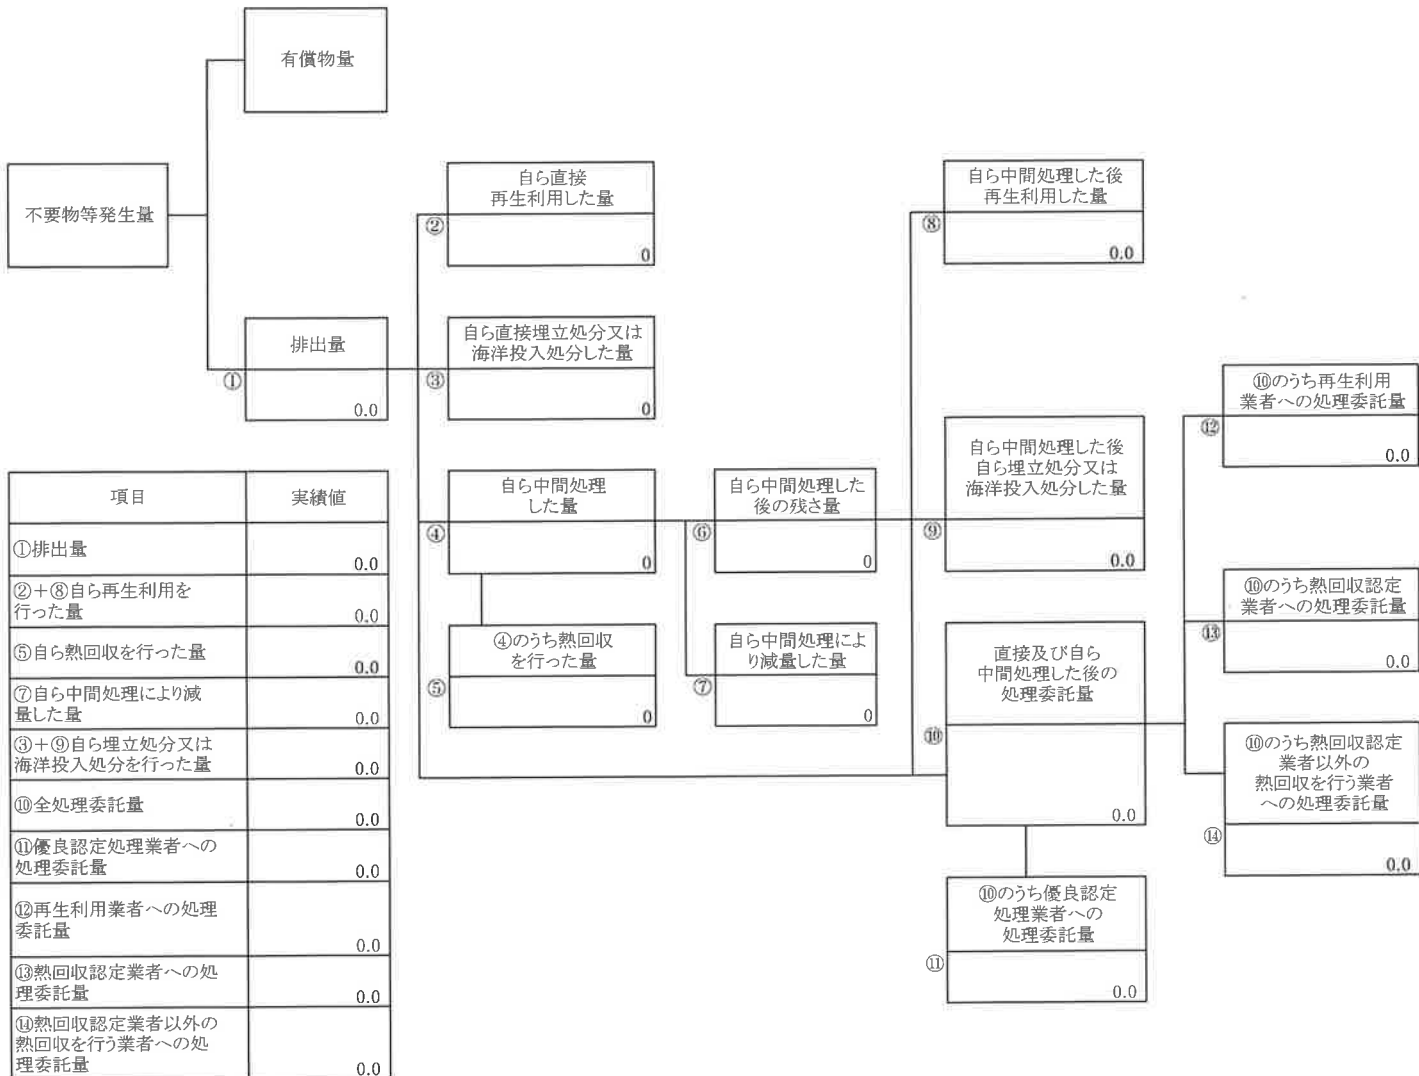 有償物量
不要物等発生量
排出量
①
0.0
自ら直接
再生利用した量
②
0
自ら直接埋立処分又は
海洋投入処分した量
③
0
自ら中間処理
した量
④
0
④のうち熱回収
を行った量
⑤
0
自ら中間処理した
後の残さ量
⑥
0
自ら中間処理によ
り減量した量
⑦
0
自ら中間処理した後
再生利用した量
⑧
0.0
自ら中間処理した後
自ら埋立処分又は
海洋投入処分した量
⑨
0.0
直接及び自ら
中間処理した後の
処理委託量
⑩
0.0
⑩のうち優良認定
処理業者への
処理委託量
⑪
0.0
⑩のうち再生利用
業者への処理委託量
⑫
0.0
⑩のうち熱回収認定
業者への処理委託量
⑬
0.0
⑩のうち熱回収認定
業者以外の
熱回収を行う業者
への処理委託量
⑭
0.0
項目 実績値
①排出量
0.0
②+⑧自ら再生利用を
行った量 0.0
⑤自ら熱回収を行った量
0.0
⑦自ら中間処理により減
量した量 0.0
③+⑨自ら埋立処分又は
海洋投入処分を行った量 0.0
⑩全処理委託量
0.0
⑪優良認定処理業者への
処理委託量 0.0
⑫再生利用業者への処理
委託量
0.0
⑬熱回収認定業者への処
理委託量 0.0
⑭熱回収認定業者以外の
熱回収を行う業者への処
理委託量 0.0